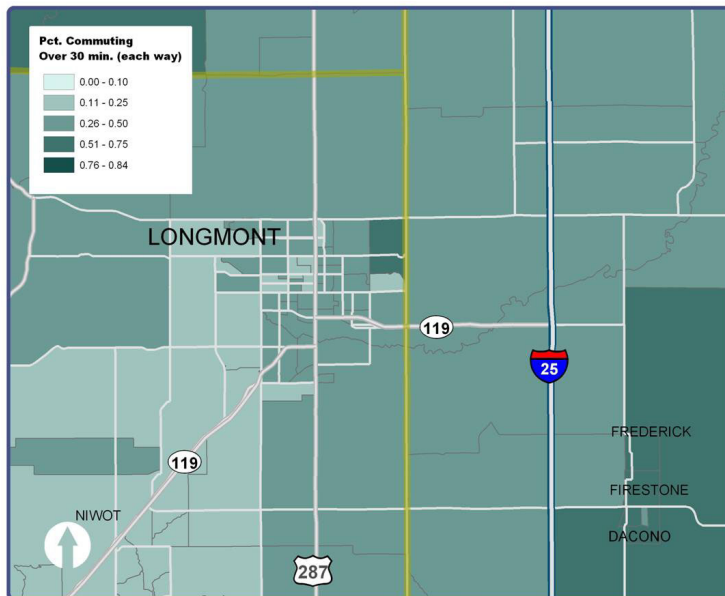 Pct. Commuting
Over 30 min. (each way)
0.00 - 0.10
0.11 - 0.25
0.26 - 0.50
0.51 - 0.75
0.76 - 0.84
LONGMONT
119
25
FREDERICK
119
FIRESTONE
NIWOT
DACONO
287